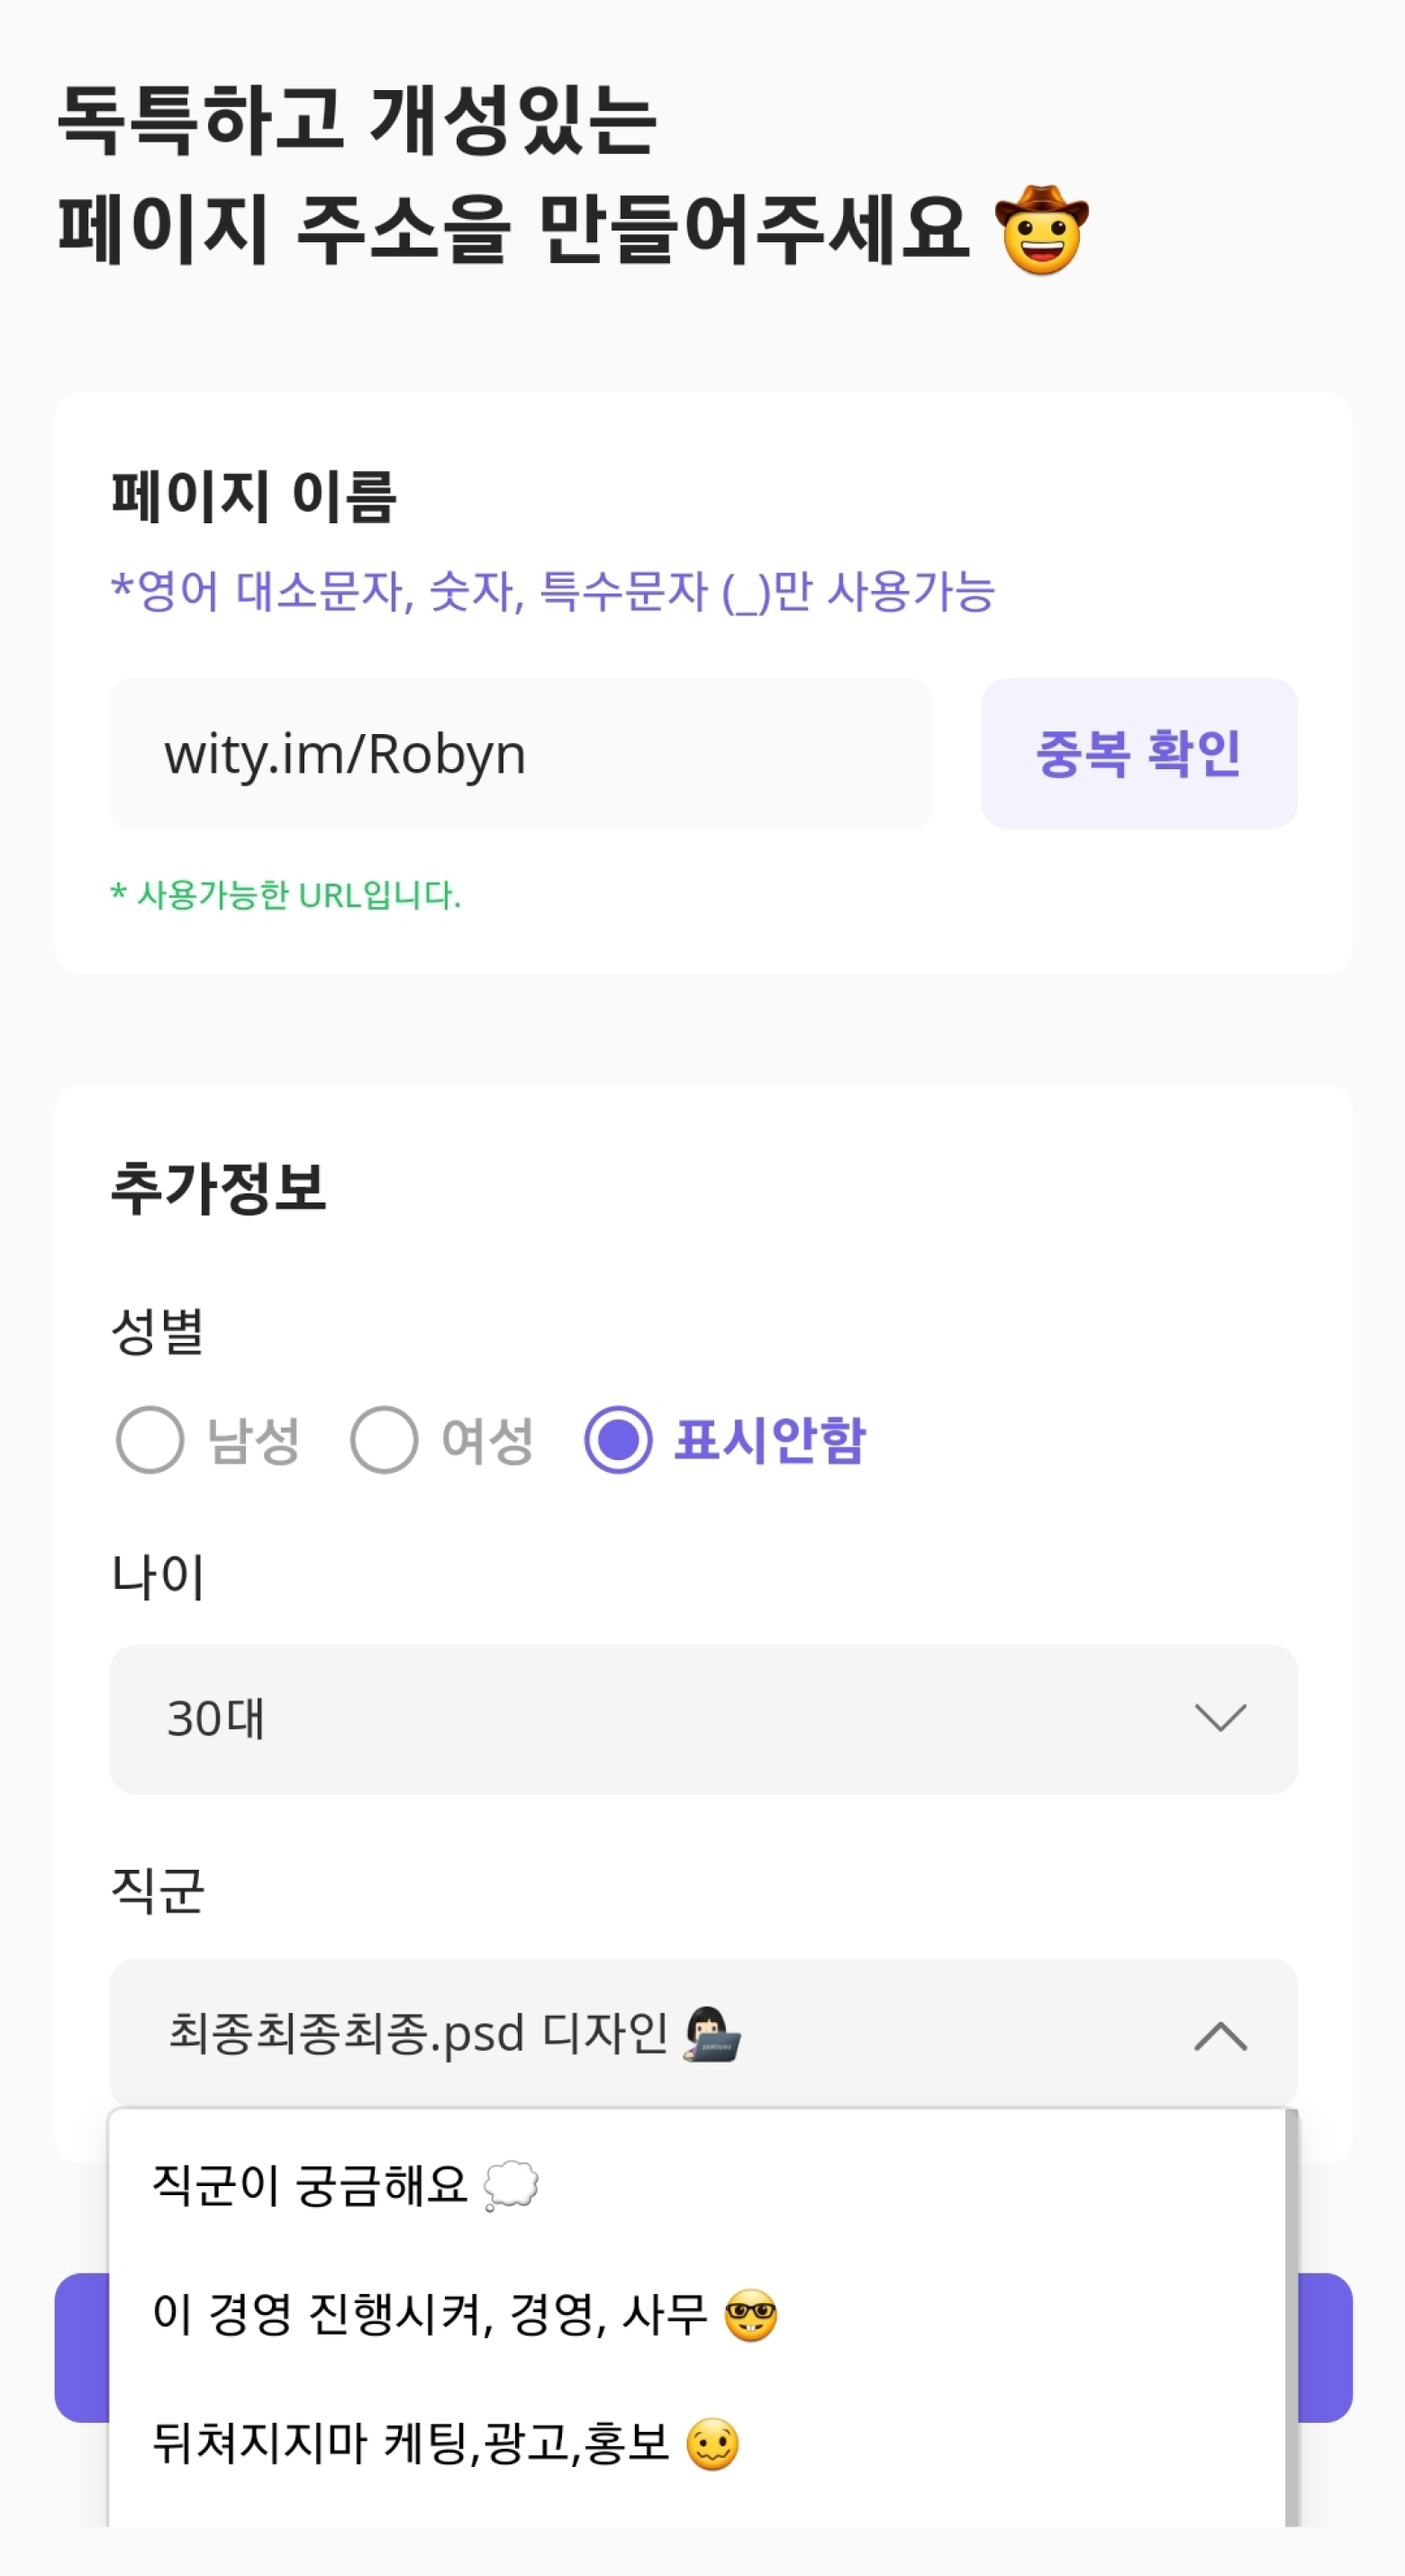 독특하고 개성있는
페이지 주소을 만들어주세요 🤠
페이지 이름
*영어 대소문자, 숫자, 특수문자 (_)만 사용가능
wity.im/Robyn
중복 확인
* 사용가능한 URL입니다.
추가정보
성별
남성 여성 표시안함
나이
30대
직군
최종최종최종.psd 디자인 👩🏻‍💻
직군이 궁금해요 💭
이 경영 진행시켜, 경영, 사무 🤓
뒤쳐지지마 케팅,광고,홍보 🥴